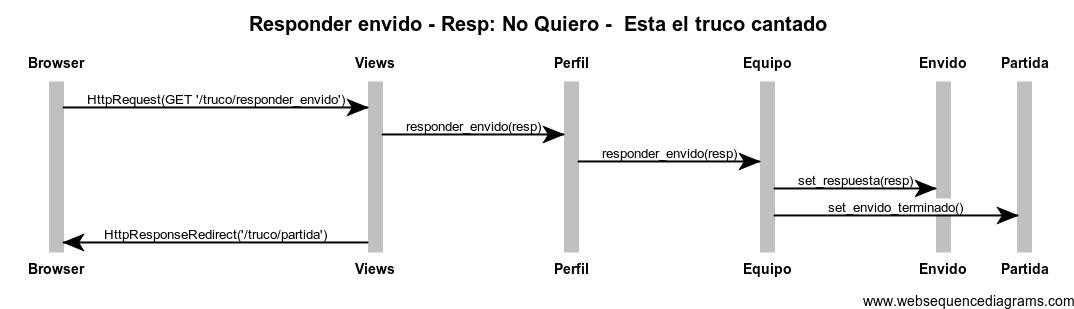 Responder envido - Resp: No Quiero -  Esta el truco cantado
Browser Views Perfil Equipo Envido Partida
HttpRequest(GET '/truco/responder_envido')
responder_envido(resp)
responder_envido(resp)
set_respuesta(resp)
set_envido_terminado()
HttpResponseRedirect('/truco/partida')
Browser Views Perfil Equipo Envido Partida
www.websequencediagrams.com